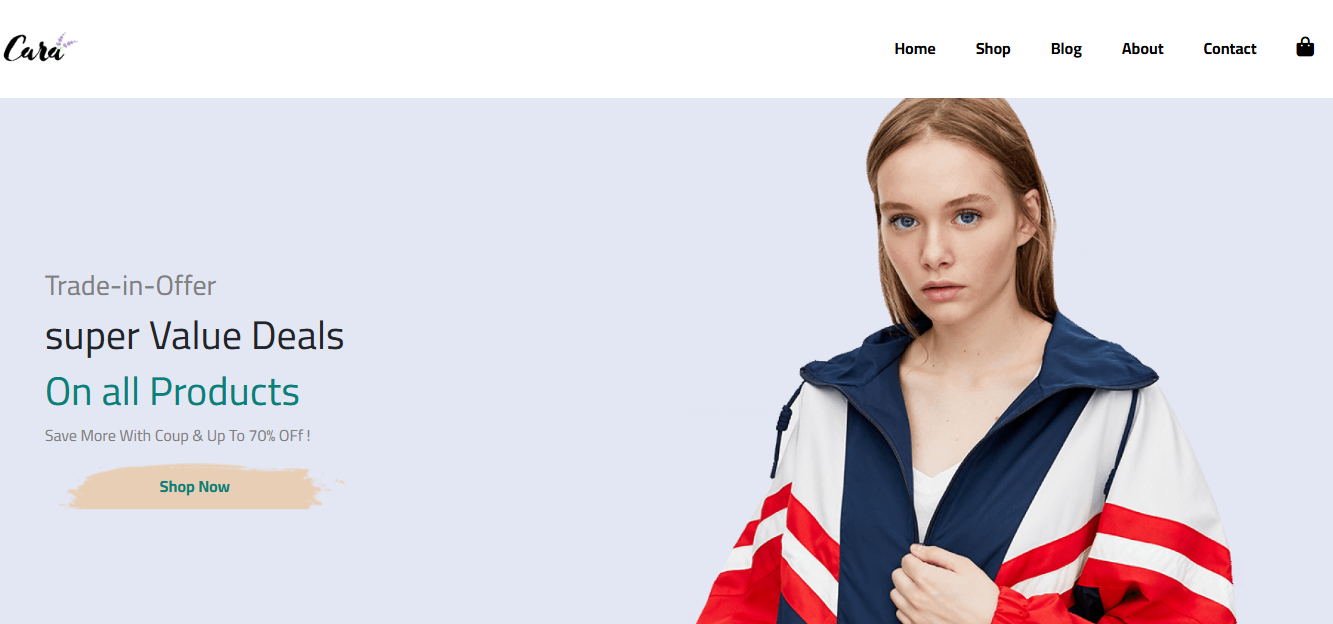 Cara
Home Shop Blog About Contact
Trade-in-Offer
super Value Deals
On all Products
Save More With Coup & Up To 70% OFf !
Shop Now